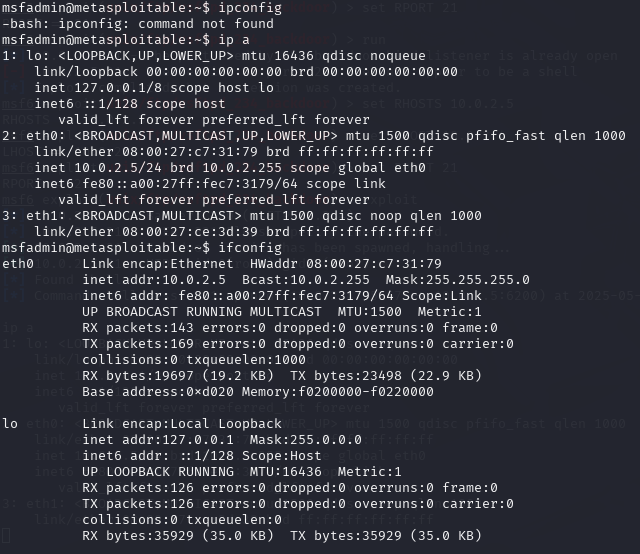 msfadmin@metasploitable:~$ ipconfig
-bash: ipconfig: command not found
msfadmin@metasploitable:~$ ip a
1: lo: <LOOPBACK,UP,LOWER_UP> mtu 16436 qdisc noqueue
    link/loopback 00:00:00:00:00:00 brd 00:00:00:00:00:00
    inet 127.0.0.1/8 scope host lo
    inet6 ::1/128 scope host
       valid_lft forever preferred_lft forever
2: eth0: <BROADCAST,MULTICAST,UP,LOWER_UP> mtu 1500 qdisc pfifo_fast qlen 1000
    link/ether 08:00:27:c7:31:79 brd ff:ff:ff:ff:ff:ff
    inet 10.0.2.5/24 brd 10.0.2.255 scope global eth0
    inet6 fe80::a00:27ff:fec7:3179/64 scope link
       valid_lft forever preferred_lft forever
3: eth1: <BROADCAST,MULTICAST> mtu 1500 qdisc noop qlen 1000
    link/ether 08:00:27:ce:3d:39 brd ff:ff:ff:ff:ff:ff
msfadmin@metasploitable:~$ ifconfig
eth0      Link encap:Ethernet  HWaddr 08:00:27:c7:31:79
          inet addr:10.0.2.5  Bcast:10.0.2.255  Mask:255.255.255.0
          inet6 addr: fe80::a00:27ff:fec7:3179/64 Scope:Link
          UP BROADCAST RUNNING MULTICAST  MTU:1500  Metric:1
          RX packets:143 errors:0 dropped:0 overruns:0 frame:0
          TX packets:169 errors:0 dropped:0 overruns:0 carrier:0
          collisions:0 txqueuelen:1000
          RX bytes:19697 (19.2 KB)  TX bytes:23498 (22.9 KB)
          Base address:0×d020 Memory:f0200000-f0220000

lo        Link encap:Local Loopback
          inet addr:127.0.0.1  Mask:255.0.0.0
          inet6 addr: ::1/128 Scope:Host
          UP LOOPBACK RUNNING  MTU:16436  Metric:1
          RX packets:126 errors:0 dropped:0 overruns:0 frame:0
          TX packets:126 errors:0 dropped:0 overruns:0 carrier:0
          collisions:0 txqueuelen:0
          RX bytes:35929 (35.0 KB)  TX bytes:35929 (35.0 KB)